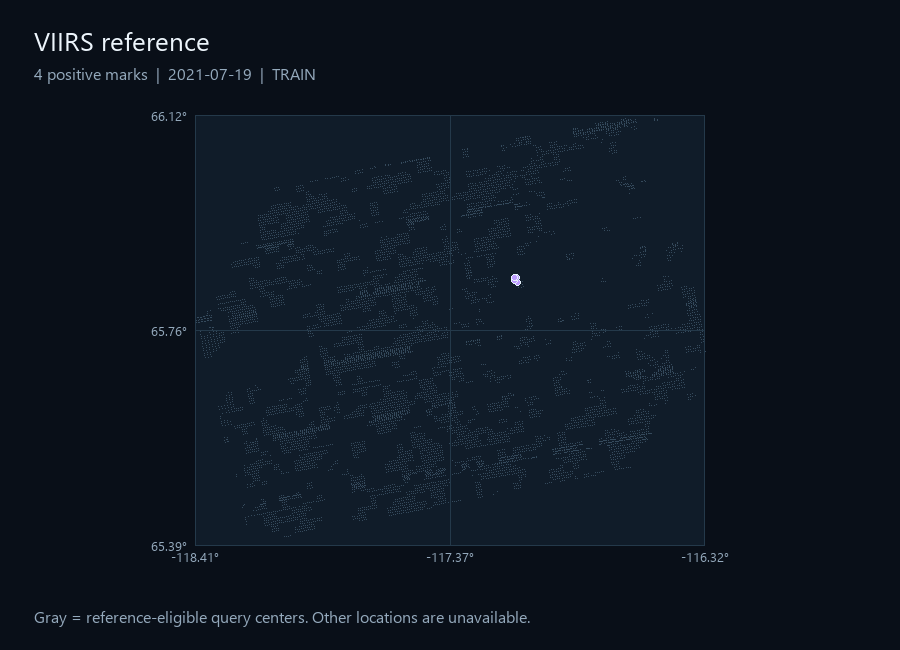 VIIRS reference
4 positive marks | 2021-07-19 | TRAIN
66.12°
65.76°
65.39°
-118.41°
-117.37°
-116.32°
Gray = reference-eligible query centers. Other locations are unavailable.